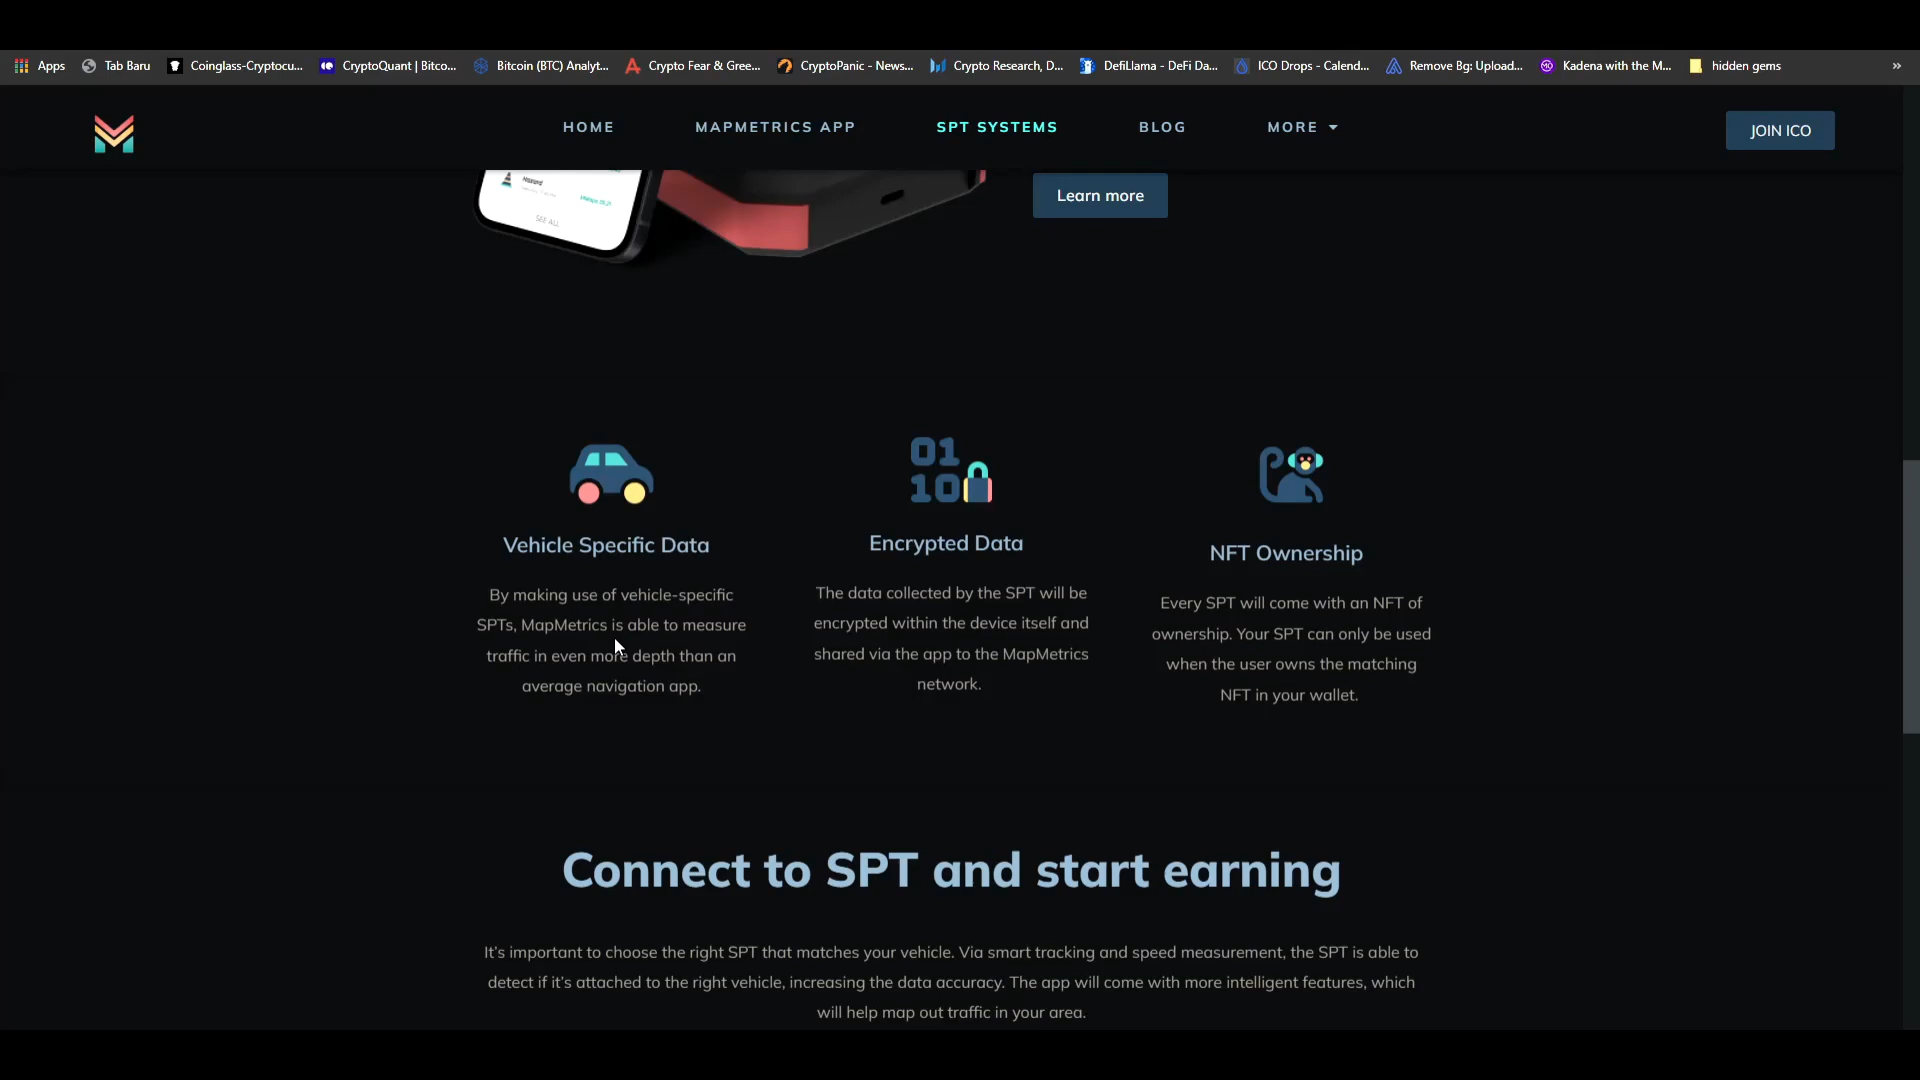 Apps Tab Baru Coinglass-Cryptocu... CryptoQuant | Bitco... Bitcoin (BTC) Analyt... Crypto Fear & Gree... CryptoPanic - News... Crypto Research, D... DefiLlama - DeFi Da... ICO Drops - Calend... Remove Bg: Upload... Kadena with the M... hidden gems »
HOME MAPMETRICS APP SPT SYSTEMS BLOG MORE JOIN ICO
Hazard
SEE ALL
Learn more
01
10
Vehicle Specific Data
By making use of vehicle-specific
SPTs, MapMetrics is able to measure
traffic in even more depth than an
average navigation app.
Encrypted Data
The data collected by the SPT will be
encrypted within the device itself and
shared via the app to the MapMetrics
network.
NFT Ownership
Every SPT will come with an NFT of
ownership. Your SPT can only be used
when the user owns the matching
NFT in your wallet.
Connect to SPT and start earning
It's important to choose the right SPT that matches your vehicle. Via smart tracking and speed measurement, the SPT is able to
detect if it's attached to the right vehicle, increasing the data accuracy. The app will come with more intelligent features, which
will help map out traffic in your area.